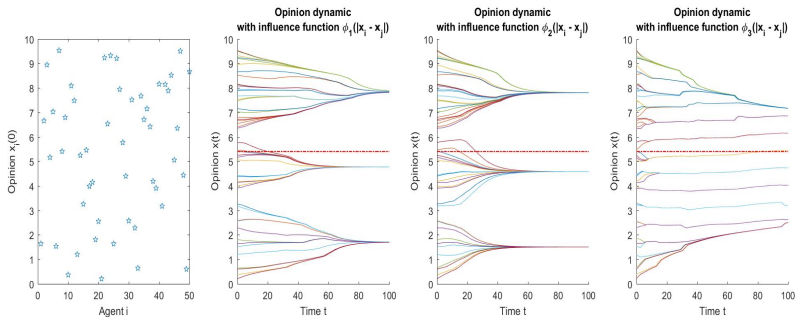 Opinion dynamic
with influence function ϕ₁(|xᵢ - xⱼ|)
Opinion dynamic
with influence function ϕ₂(|xᵢ - xⱼ|)
Opinion dynamic
with influence function ϕ₃(|xᵢ - xⱼ|)
10
9
8
7
6
5
4
3
2
1
0
Opinion xᵢ(0)
0 10 20 30 40 50
Agent i
10
9
8
7
6
5
4
3
2
1
0
Opinion x(t)
0 20 40 60 80 100
Time t
10
9
8
7
6
5
4
3
2
1
0
Opinion x(t)
0 20 40 60 80 100
Time t
10
9
8
7
6
5
4
3
2
1
0
Opinion x(t)
0 20 40 60 80 100
Time t